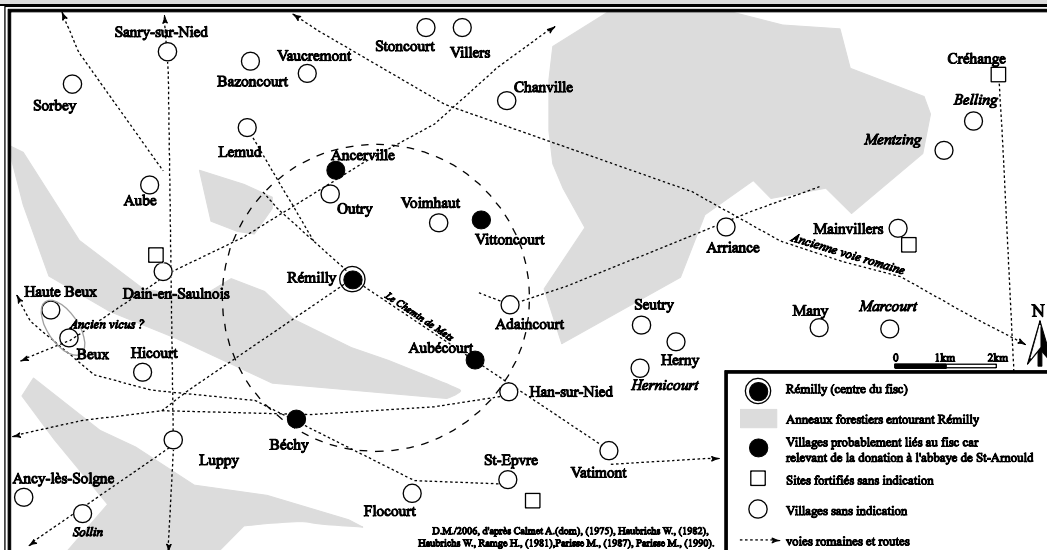 Sanry-sur-Nied
Stoncourt
Villers
Vaucremont
Bazoncourt
Créhange
Sorbey
Chanville
Belling
Lemud
Mentzing
Ancerville
Aube
Outry
Voimhaut
Vittoncourt
Mainvillers
Arriance
Ancienne voie romaine
Rémilly
Dain-en-Saulnois
Haute Beux
Le Chemin de Metz
Adaincourt
Seutry
Many
Marcourt
N
Ancien vicus ?
Beux
Hicourt
Aubécourt
Herny
0 1km 2km
Hernicourt
Han-sur-Nied
Béchy
Luppy
St-Epvre
Vatimont
Ancy-lès-Solgne
Flocourt
Sollin
D.M./2006, d'après Calmet A.(dom), (1975), Haubrichs W., (1982),
Haubrichs W., Ramge H., (1981),Parisse M., (1987), Parisse M., (1990).
Rémilly (centre du fisc)
Anneaux forestiers entourant Rémilly
Villages probablement liés au fisc car
relevant de la donation à l'abbaye de St-Arnould
Sites fortifiés sans indication
Villages sans indication
voies romaines et routes